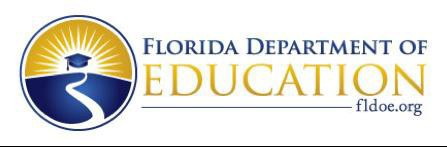 FLORIDA DEPARTMENT OF
EDUCATION
fldoe.org